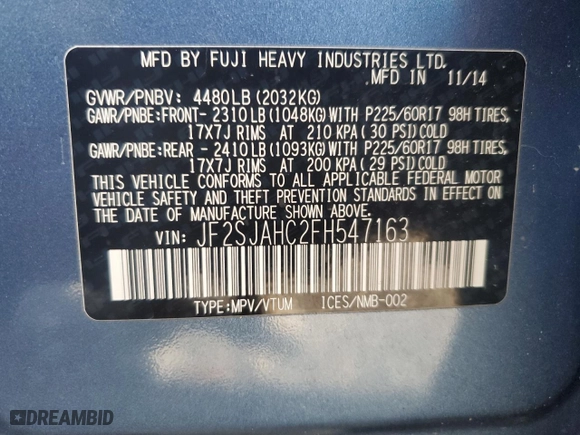 MFD BY FUJI HEAVY INDUSTRIES LTD.
MFD IN 11/14
GVWR/PNBV: 4480LB(2032KG)
GAWR/PNBE:FRONT- 2310LB(1048KG)WITH P225/60R17 98H TIRES,
17X7J RIMS AT 210 KPA(30 PSI)COLD
GAWR/PNBE:REAR - 2410LB(1093KG)WITH P225/60R17 98H TIRES,
17X7J RIMS AT 200 KPA(29 PSI)COLD
THIS VEHICLE CONFORMS TO ALL APPLICABLE FEDERAL MOTOR
VEHICLE SAFETY AND THEFT PREVENTION STANDARDS IN EFFECT ON
THE DATE OF MANUFACTURE SHOWN ABOVE.
VIN: JF2SJAHC2FH547163
TYPE:MPV/VTUM ICES/NMB-002
DREAMBID